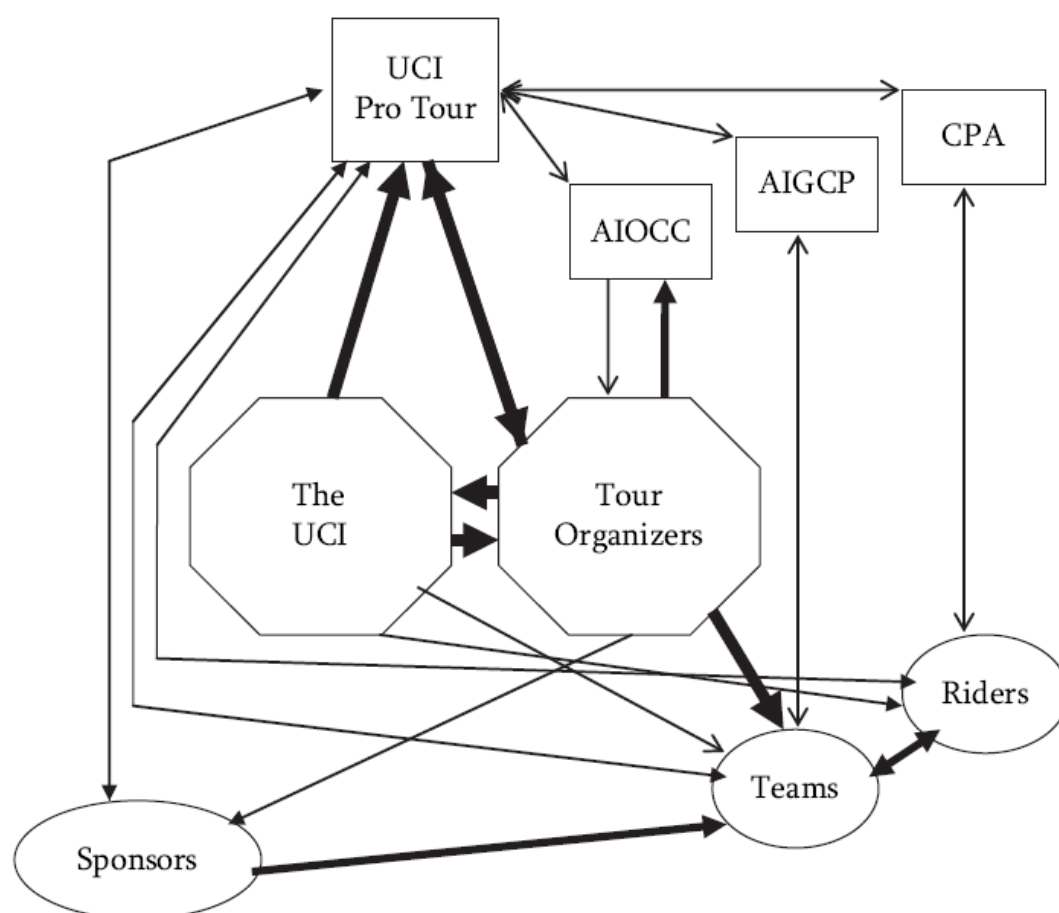 UCI
Pro Tour
CPA
AIGCP
AIOCC
The
UCI
Tour
Organizers
Riders
Teams
Sponsors